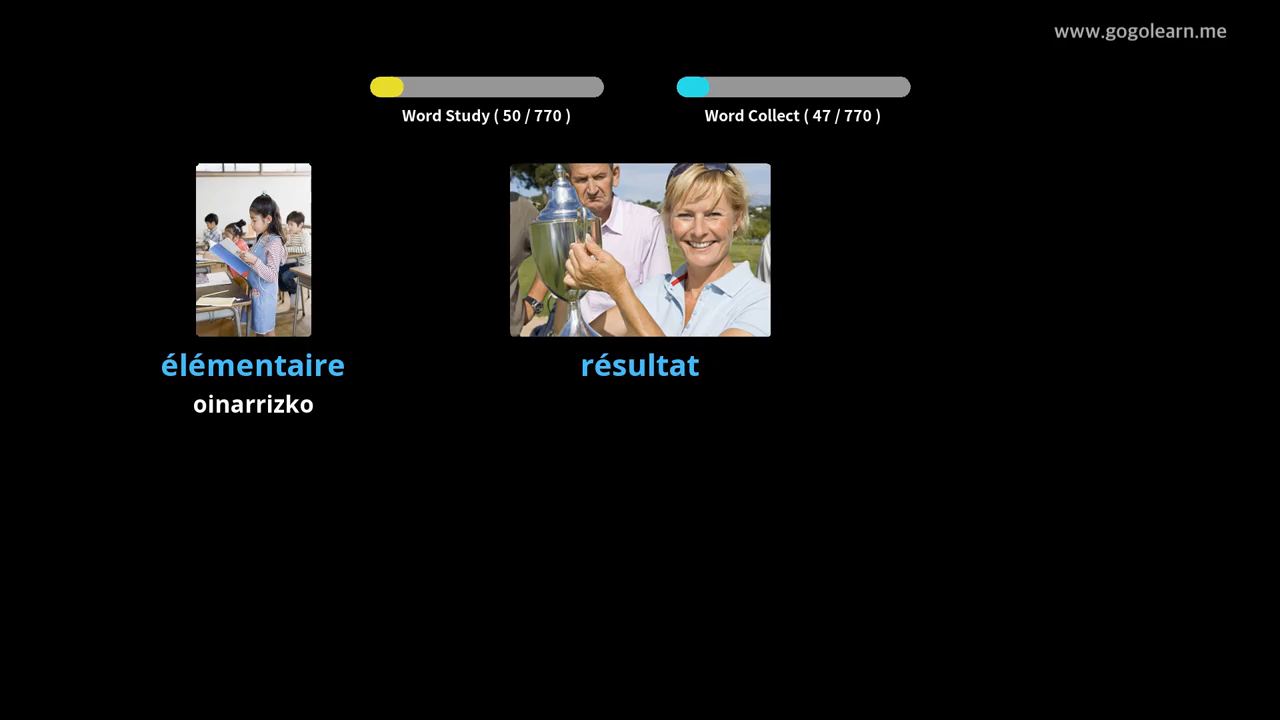 www.gogolearn.me
Word Study ( 50 / 770 )
Word Collect ( 47 / 770 )
élémentaire
oinarrizko
résultat